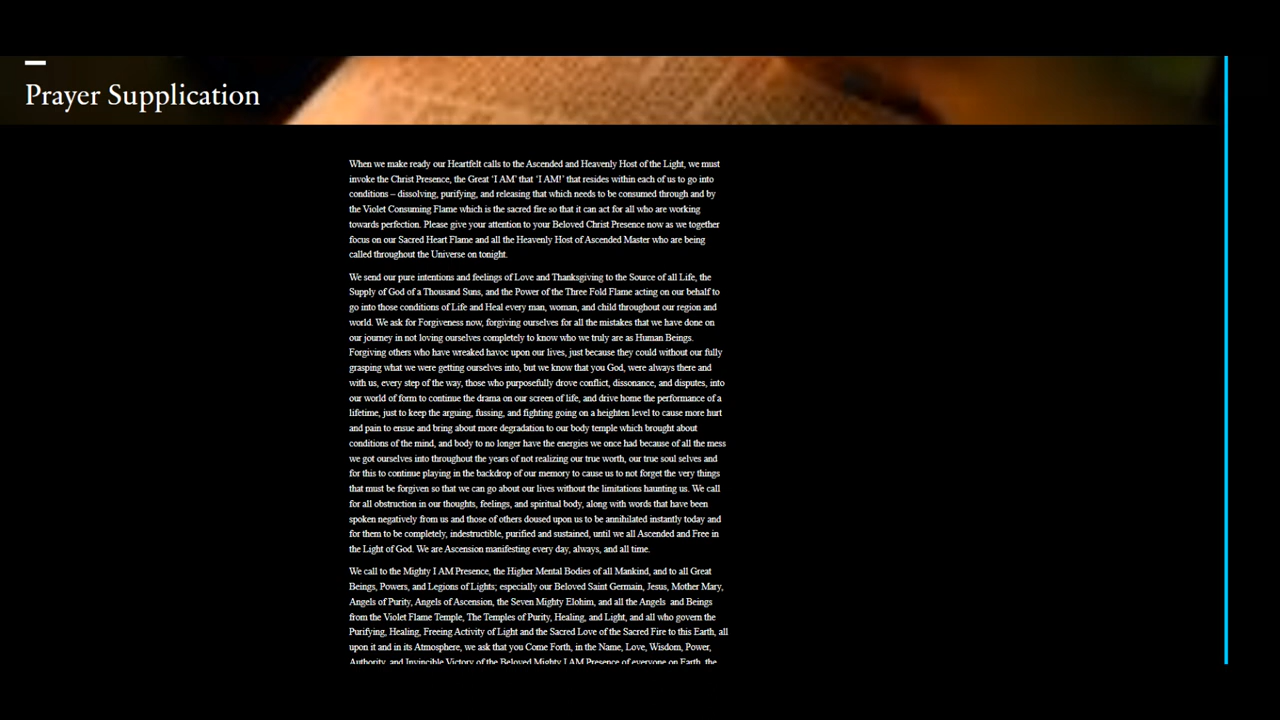 Prayer Supplication
When we make ready our Heartfelt calls to the Ascended and Heavenly Host of the Light, we must
invoke the Christ Presence, the Great ‘I AM’ that ‘I AM!’ that resides within each of us to go into
conditions – dissolving, purifying, and releasing that which needs to be consumed through and by
the Violet Consuming Flame which is the sacred fire so that it can act for all who are working
towards perfection. Please give your attention to your Beloved Christ Presence now as we together
focus on our Sacred Heart Flame and all the Heavenly Host of Ascended Master who are being
called throughout the Universe on tonight.
We send our pure intentions and feelings of Love and Thanksgiving to the Source of all Life, the
Supply of God of a Thousand Suns, and the Power of the Three Fold Flame acting on our behalf to
go into those conditions of Life and Heal every man, woman, and child throughout our region and
world. We ask for Forgiveness now, forgiving ourselves for all the mistakes that we have done on
our journey in not loving ourselves completely to know who we truly are as Human Beings.
Forgiving others who have wreaked havoc upon our lives, just because they could without our fully
grasping what we were getting ourselves into, but we know that you God, were always there and
with us, every step of the way, those who purposefully drove conflict, dissonance, and disputes, into
our world of form to continue the drama on our screen of life, and drive home the performance of a
lifetime, just to keep the arguing, fussing, and fighting going on a heighten level to cause more hurt
and pain to ensue and bring about more degradation to our body temple which brought about
conditions of the mind, and body to no longer have the energies we once had because of all the mess
we got ourselves into throughout the years of not realizing our true worth, our true soul selves and
for this to continue playing in the backdrop of our memory to cause us to not forget the very things
that must be forgiven so that we can go about our lives without the limitations haunting us. We call
for all obstruction in our thoughts, feelings, and spiritual body, along with words that have been
spoken negatively from us and those of others doused upon us to be annihilated instantly today and
for them to be completely, indestructible, purified and sustained, until we all Ascended and Free in
the Light of God. We are Ascension manifesting every day, always, and all time.
We call to the Mighty I AM Presence, the Higher Mental Bodies of all Mankind, and to all Great
Beings, Powers, and Legions of Lights; especially our Beloved Saint Germain, Jesus, Mother Mary,
Angels of Purity, Angels of Ascension, the Seven Mighty Elohim, and all the Angels and Beings
from the Violet Flame Temple, The Temples of Purity, Healing, and Light, and all who govern the
Purifying, Healing, Freeing Activity of Light and the Sacred Love of the Sacred Fire to this Earth, all
upon it and in its Atmosphere, we ask that you Come Forth, in the Name, Love, Wisdom, Power,
Authority, and Invincible Victory of the Beloved Mighty I AM Presence of everyone on Earth, the